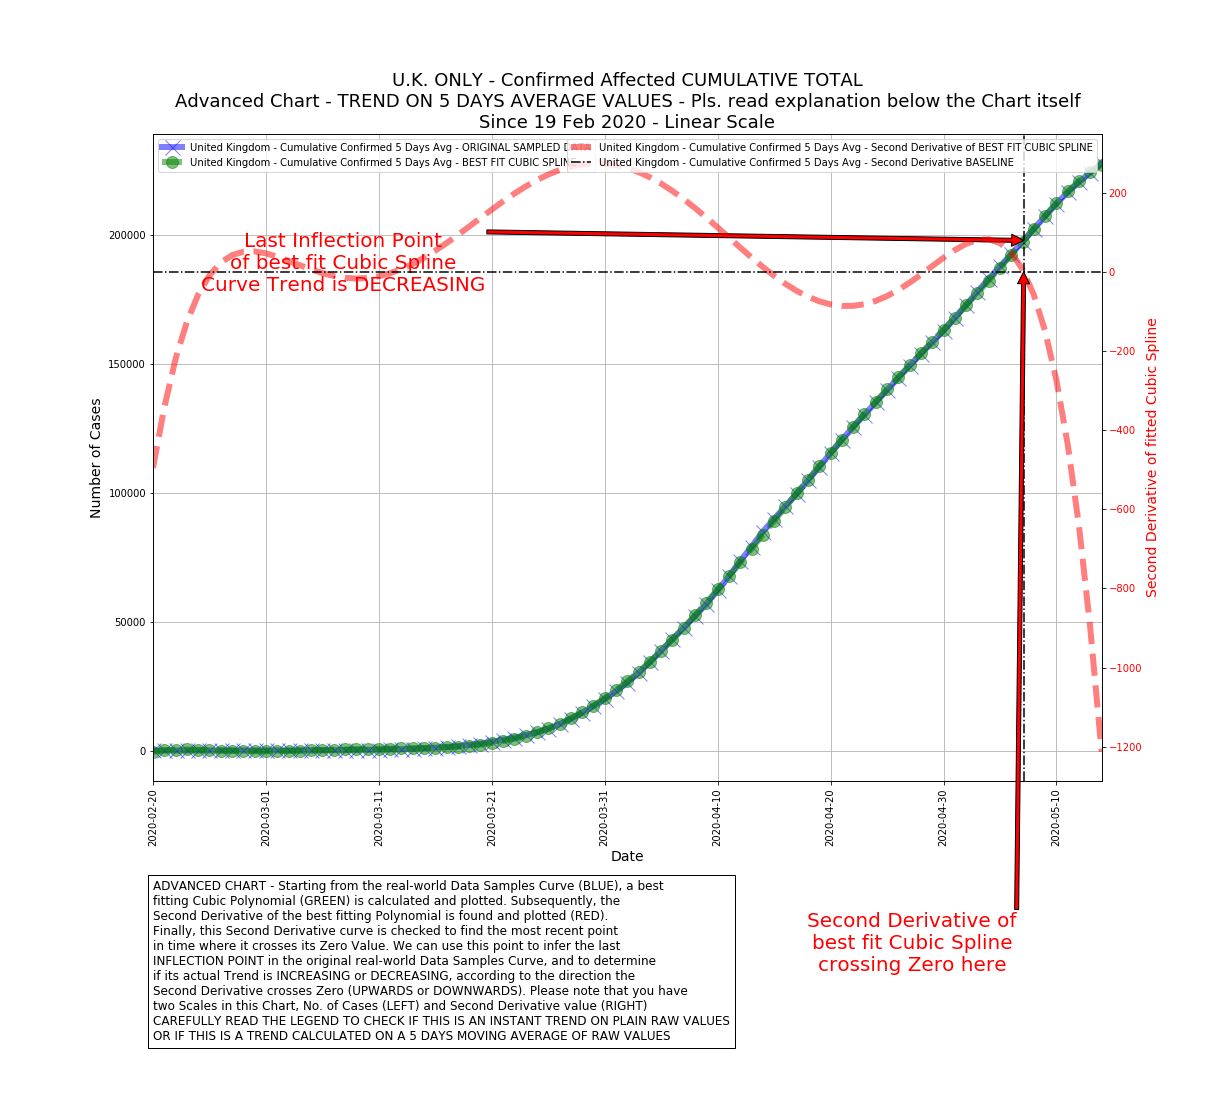 U.K. ONLY - Confirmed Affected CUMULATIVE TOTAL
Advanced Chart - TREND ON 5 DAYS AVERAGE VALUES - Pls. read explanation below the Chart itself
Since 19 Feb 2020 - Linear Scale
United Kingdom - Cumulative Confirmed 5 Days Avg - ORIGINAL SAMPLED DATA
United Kingdom - Cumulative Confirmed 5 Days Avg - BEST FIT CUBIC SPLINE
United Kingdom - Cumulative Confirmed 5 Days Avg - Second Derivative of BEST FIT CUBIC SPLINE
United Kingdom - Cumulative Confirmed 5 Days Avg - Second Derivative BASELINE
Last Inflection Point
of best fit Cubic Spline
Curve Trend is DECREASING
Number of Cases
200000
150000
100000
50000
0
200
0
−200
−400
−600
−800
−1000
−1200
Second Derivative of fitted Cubic Spline
2020-02-20
2020-03-01
2020-03-11
2020-03-21
2020-03-31
2020-04-10
2020-04-20
2020-04-30
2020-05-10
Date
Second Derivative of
best fit Cubic Spline
crossing Zero here
ADVANCED CHART - Starting from the real-world Data Samples Curve (BLUE), a best
fitting Cubic Polynomial (GREEN) is calculated and plotted. Subsequently, the
Second Derivative of the best fitting Polynomial is found and plotted (RED).
Finally, this Second Derivative curve is checked to find the most recent point
in time where it crosses its Zero Value. We can use this point to infer the last
INFLECTION POINT in the original real-world Data Samples Curve, and to determine
if its actual Trend is INCREASING or DECREASING, according to the direction the
Second Derivative crosses Zero (UPWARDS or DOWNWARDS). Please note that you have
two Scales in this Chart, No. of Cases (LEFT) and Second Derivative value (RIGHT)
CAREFULLY READ THE LEGEND TO CHECK IF THIS IS AN INSTANT TREND ON PLAIN RAW VALUES
OR IF THIS IS A TREND CALCULATED ON A 5 DAYS MOVING AVERAGE OF RAW VALUES